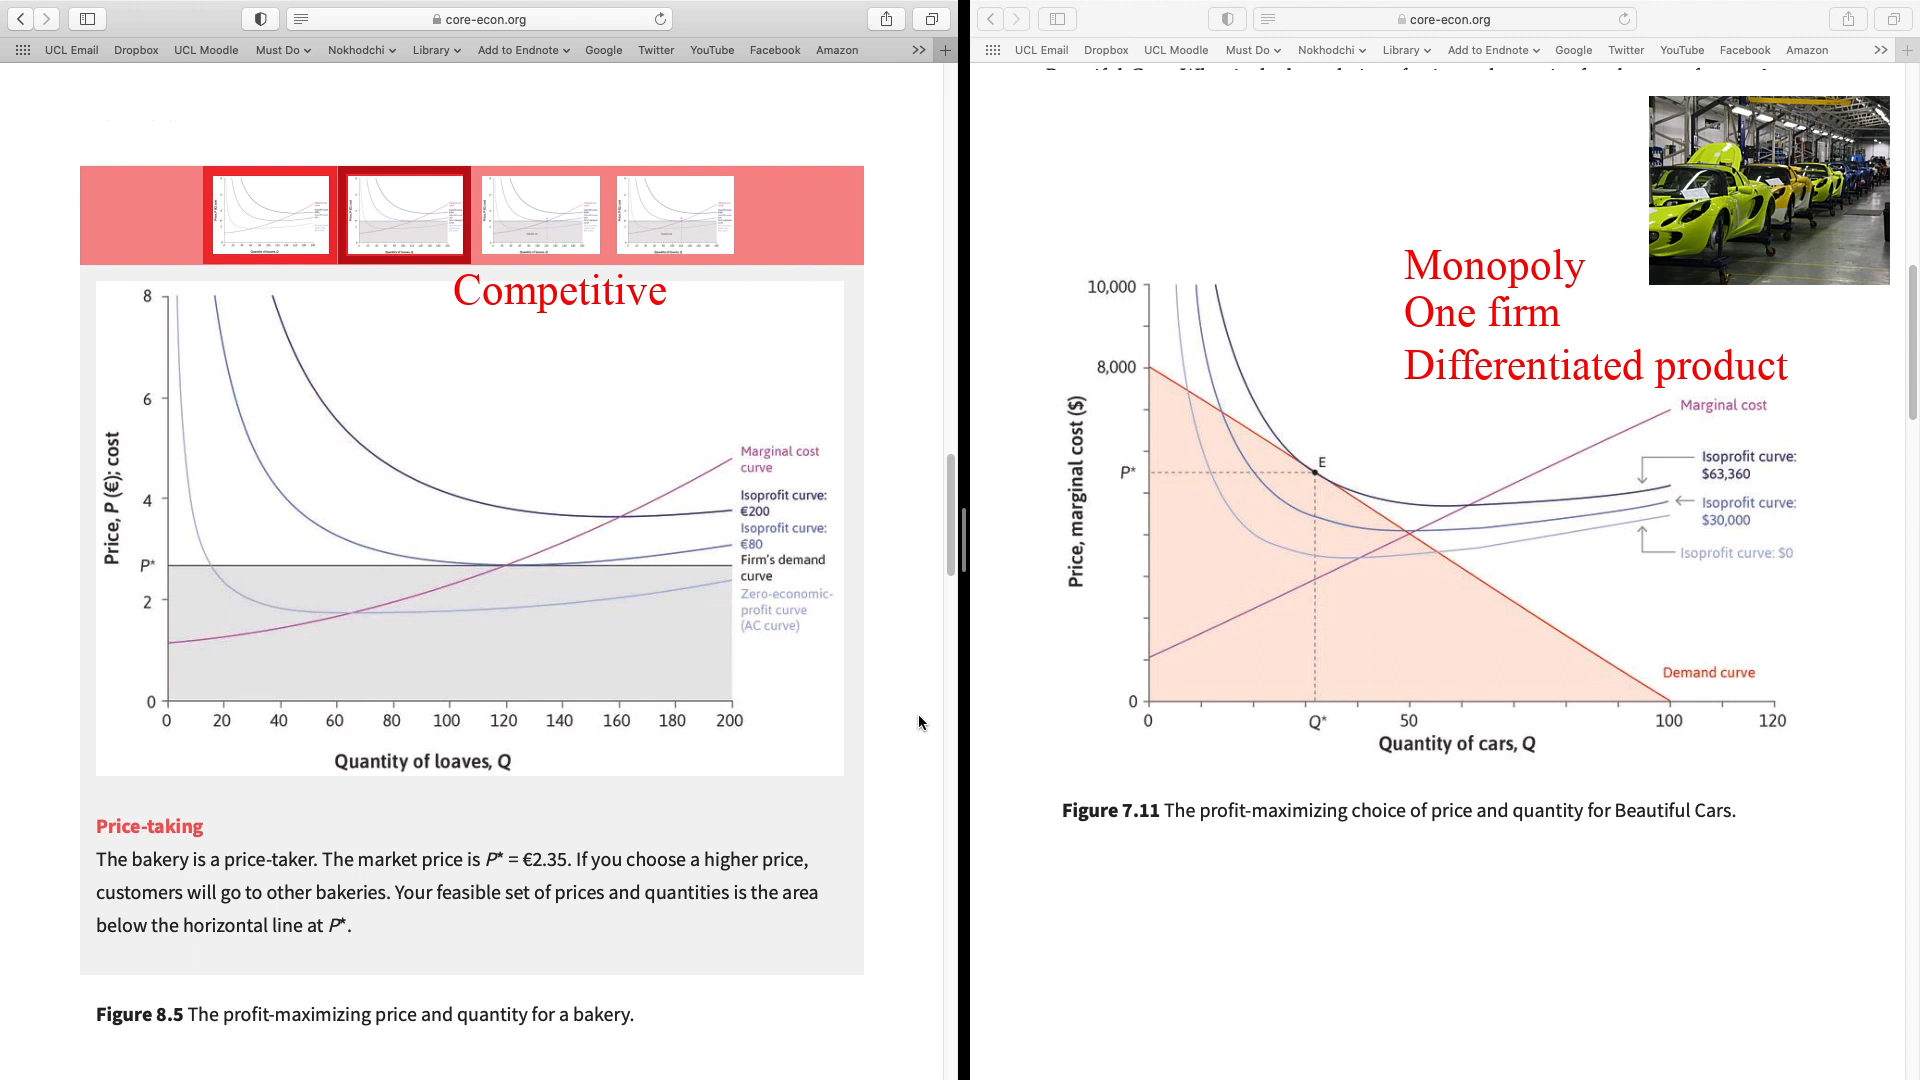 core-econ.org
UCL Email Dropbox UCL Moodle Must Do Nokhodchi Library Add to Endnote Google Twitter YouTube Facebook Amazon
Competitive
8
6
4
P*
2
0
Price, P (€); cost
0 20 40 60 80 100 120 140 160 180 200
Quantity of loaves, Q
Marginal cost
curve
Isoprofit curve:
€200
Isoprofit curve:
€80
Firm's demand
curve
Zero-economic-
profit curve
(AC curve)
Price-taking
The bakery is a price-taker. The market price is P* = €2.35. If you choose a higher price,
customers will go to other bakeries. Your feasible set of prices and quantities is the area
below the horizontal line at P*.
Figure 8.5 The profit-maximizing price and quantity for a bakery.
core-econ.org
UCL Email Dropbox UCL Moodle Must Do Nokhodchi Library Add to Endnote Google Twitter YouTube Facebook Amazon
Monopoly
One firm
Differentiated product
10,000
8,000
P*
0
Price, marginal cost ($)
E
Marginal cost
Isoprofit curve:
$63,360
Isoprofit curve:
$30,000
Isoprofit curve: $0
Demand curve
0 Q* 50 100 120
Quantity of cars, Q
Figure 7.11 The profit-maximizing choice of price and quantity for Beautiful Cars.